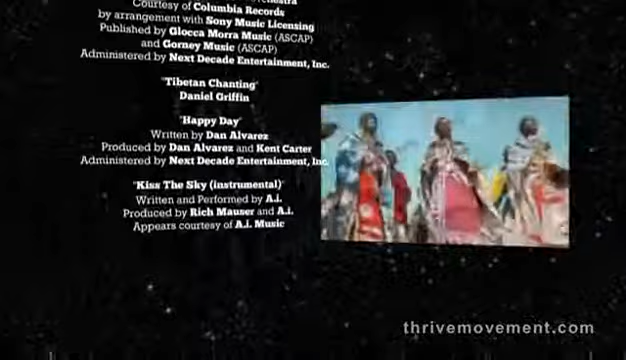 Courtesy of Columbia Records
by arrangement with Sony Music Licensing
Published by Glocca Morra Music (ASCAP)
and Gorney Music (ASCAP)
Administered by Next Decade Entertainment, Inc.
"Tibetan Chanting"
Daniel Griffin
"Happy Day"
Written by Dan Alvarez
Produced by Dan Alvarez and Kent Carter
Administered by Next Decade Entertainment, Inc.
"Kiss The Sky (instrumental)"
Written and Performed by A.i.
Produced by Rich Mauser and A.i.
Appears courtesy of A.i. Music
thrivemovement.com